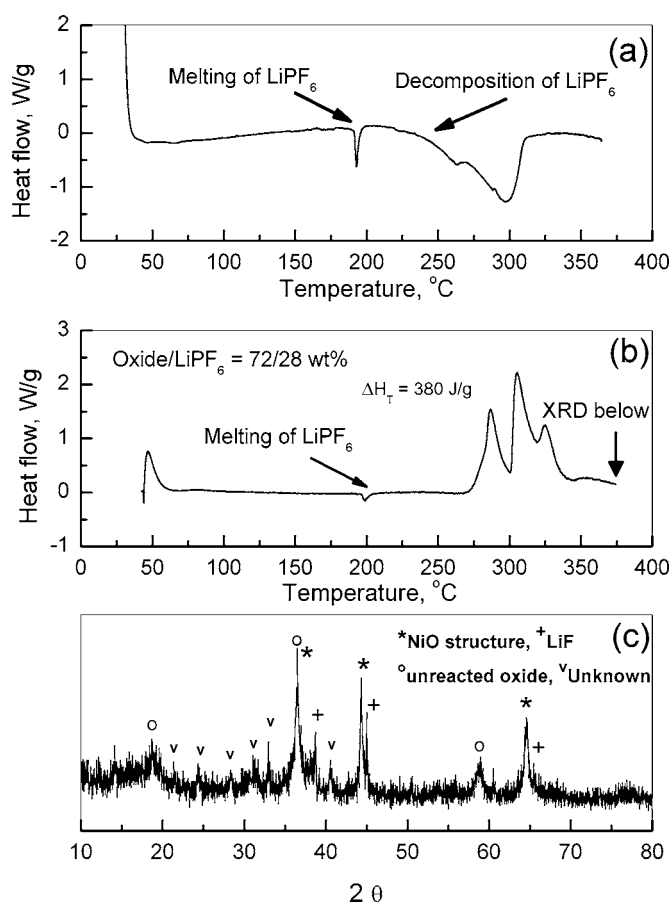 2
(a)
Melting of LiPF6
Decomposition of LiPF6
1
0
-1
-2
Heat flow, W/g
0 50 100 150 200 250 300 350 400
Temperature, °C
3
(b)
Oxide/LiPF6 = 72/28 wt%
ΔHT = 380 J/g
XRD below
2
Melting of LiPF6
1
0
-1
Heat flow, W/g
0 50 100 150 200 250 300 350 400
Temperature, °C
(c)
*NiO structure, +LiF
ounreacted oxide, vUnknown
o * * + * +
o v v v v v + v o
10 20 30 40 50 60 70 80
2 θ